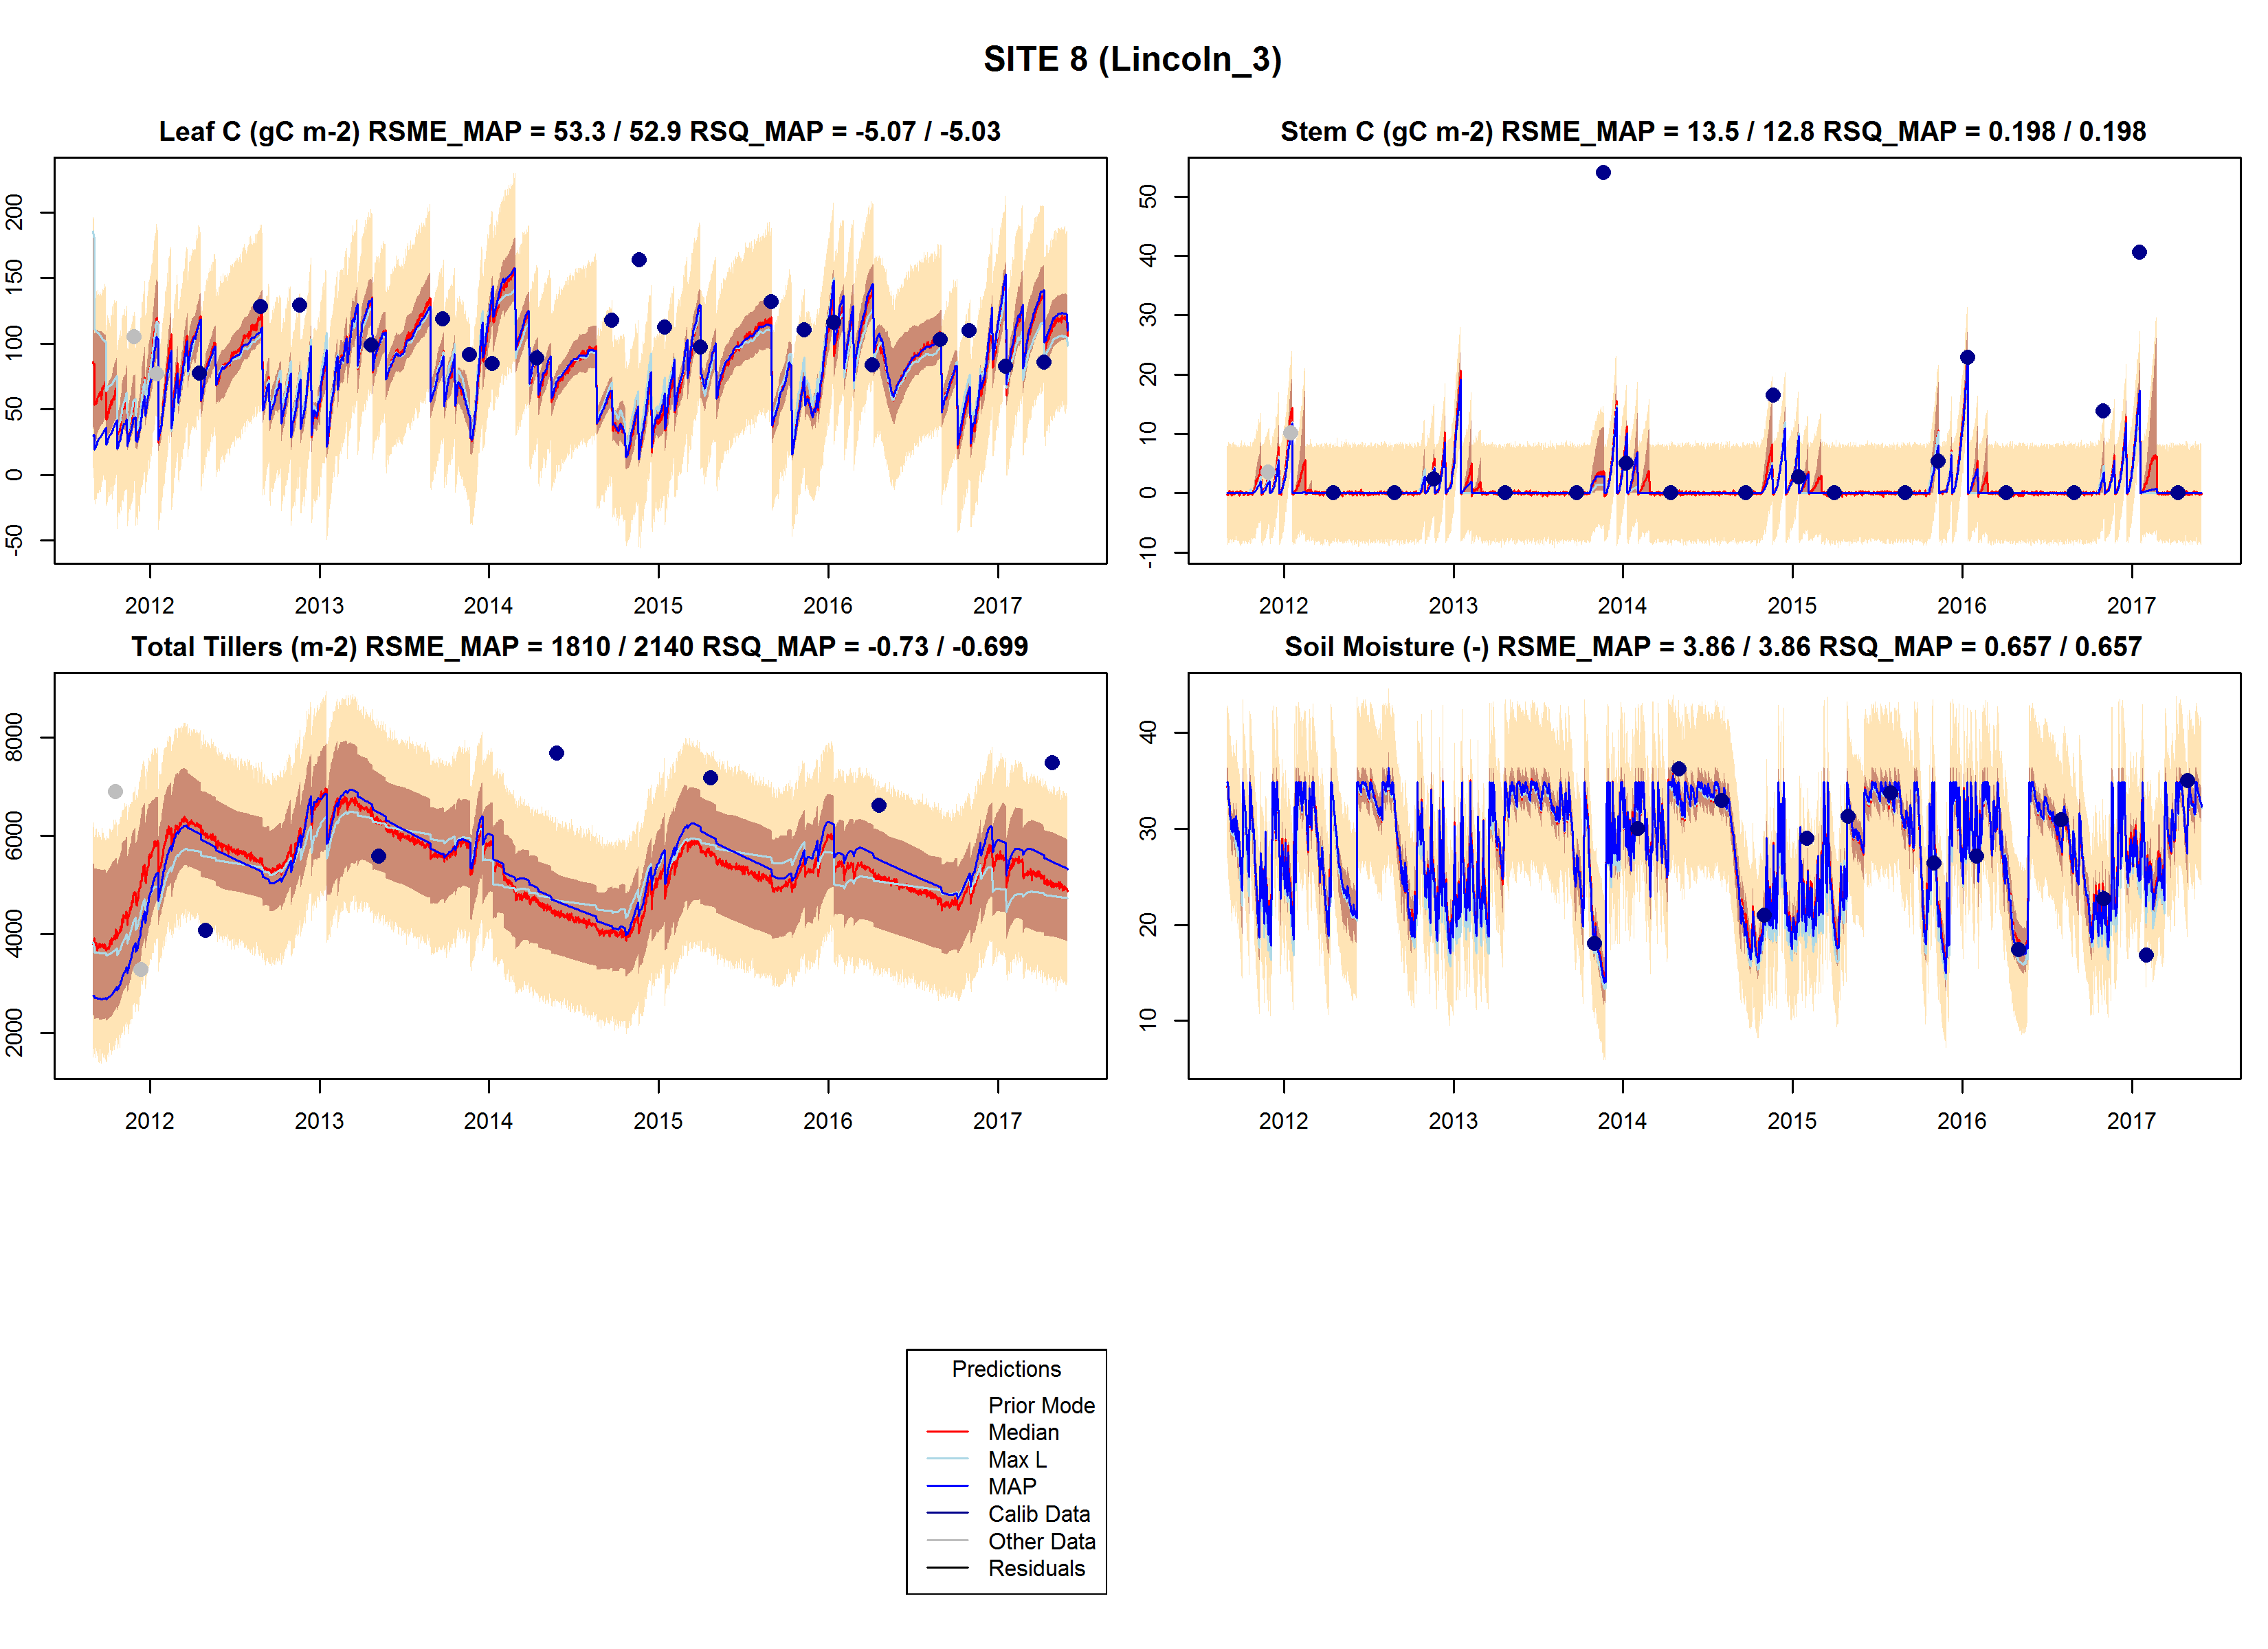 SITE 8 (Lincoln_3)
Leaf C (gC m-2) RSME_MAP = 53.3 / 52.9 RSQ_MAP = -5.07 / -5.03
200
150
100
50
0
-50
2012 2013 2014 2015 2016 2017
Stem C (gC m-2) RSME_MAP = 13.5 / 12.8 RSQ_MAP = 0.198 / 0.198
50
40
30
20
10
0
-10
2012 2013 2014 2015 2016 2017
Total Tillers (m-2) RSME_MAP = 1810 / 2140 RSQ_MAP = -0.73 / -0.699
8000
6000
4000
2000
2012 2013 2014 2015 2016 2017
Soil Moisture (-) RSME_MAP = 3.86 / 3.86 RSQ_MAP = 0.657 / 0.657
40
30
20
10
2012 2013 2014 2015 2016 2017
Predictions
Prior Mode
Median
Max L
MAP
Calib Data
Other Data
Residuals